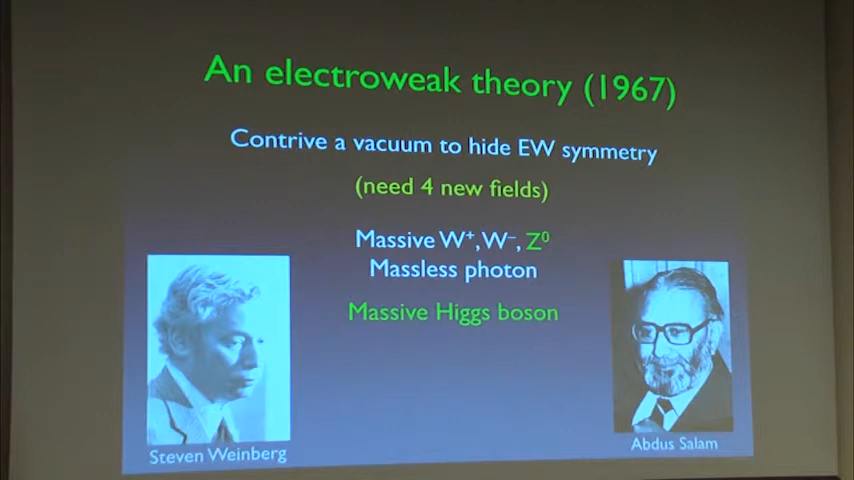 An electroweak theory (1967)
Contrive a vacuum to hide EW symmetry
(need 4 new fields)
Massive W⁺, W⁻, Z⁰
Massless photon
Massive Higgs boson
Steven Weinberg
Abdus Salam